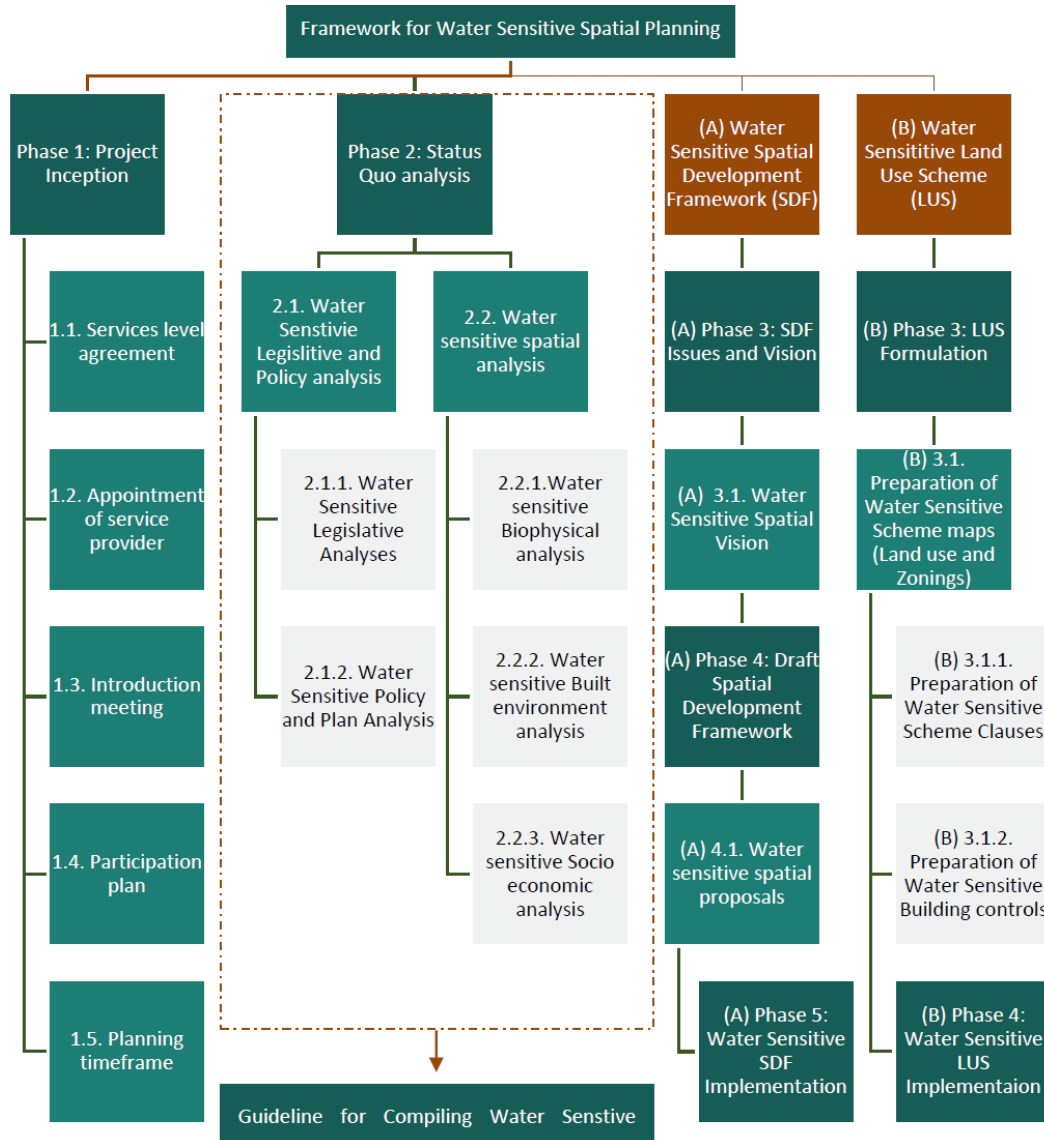 Framework for Water Sensitive Spatial Planning
Phase 1: Project
Inception
Phase 2: Status
Quo analysis
(A) Water
Sensitive Spatial
Development
Framework (SDF)
(B) Water
Sensititive Land
Use Scheme
(LUS)
1.1. Services level
agreement
2.1. Water
Senstivie
Legislitive and
Policy analysis
2.2. Water
sensitive spatial
analysis
(A) Phase 3: SDF
Issues and Vision
(B) Phase 3: LUS
Formulation
1.2. Appointment
of service
provider
2.1.1. Water
Sensitive
Legislative
Analyses
2.2.1.Water
sensitive
Biophysical
analysis
(A) 3.1. Water
Sensitive Spatial
Vision
(B) 3.1.
Preparation of
Water Sensitive
Scheme maps
(Land use and
Zonings)
1.3. Introduction
meeting
2.1.2. Water
Sensitive Policy
and Plan Analysis
2.2.2. Water
sensitive Built
environment
analysis
(A) Phase 4: Draft
Spatial
Development
Framework
(B) 3.1.1.
Preparation of
Water Sensitive
Scheme Clauses
1.4. Participation
plan
2.2.3. Water
sensitive Socio
economic
analysis
(A) 4.1. Water
sensitive spatial
proposals
(B) 3.1.2.
Preparation of
Water Sensitive
Building controls
1.5. Planning
timeframe
(A) Phase 5:
Water Sensitive
SDF
Implementation
(B) Phase 4:
Water Sensitive
LUS
Implementaion
Guideline for Compiling Water Senstive